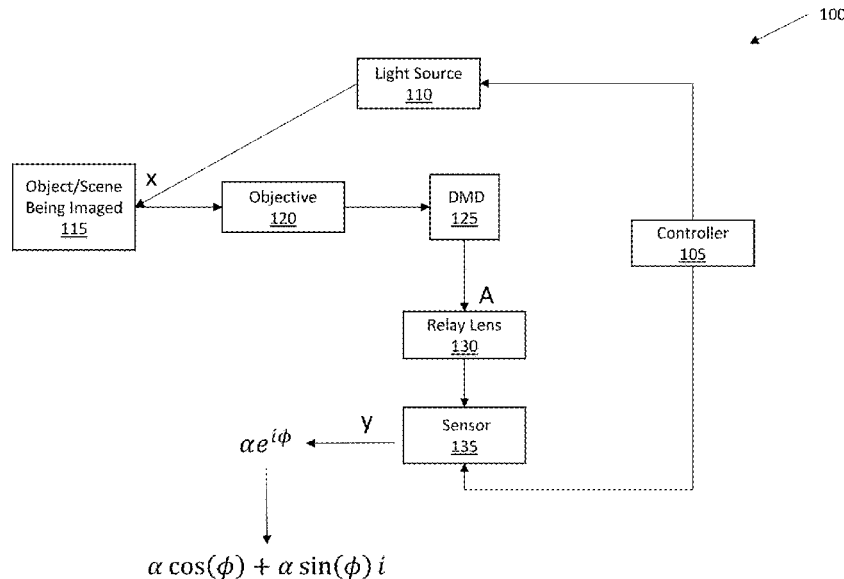 100
Light Source
110
x
Object/Scene
Being Imaged
115
Objective
120
DMD
125
Controller
105
A
Relay Lens
130
y
Sensor
135
αe^{iϕ}
α cos(ϕ) + α sin(ϕ) i